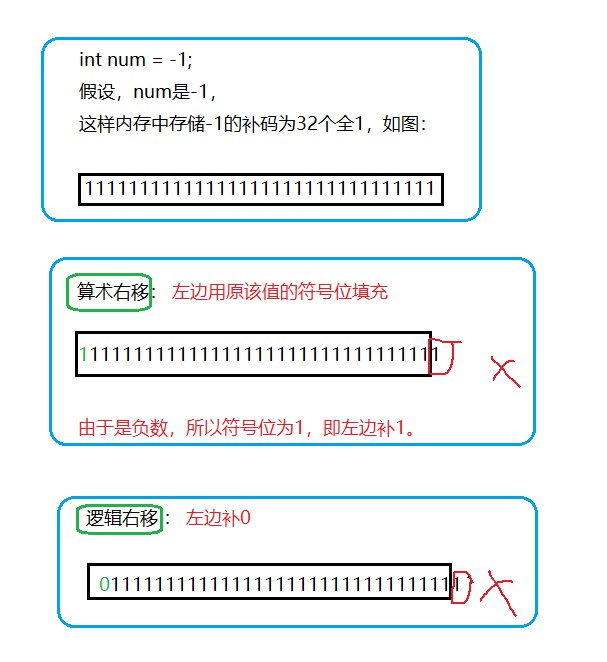 int num = -1;
假设，num是-1，
这样内存中存储-1的补码为32个全1，如图：
11111111111111111111111111111111
算术右移： 左边用原该值的符号位填充
111111111111111111111111111111111
由于是负数，所以符号位为1，即左边补1。
逻辑右移： 左边补0
011111111111111111111111111111111